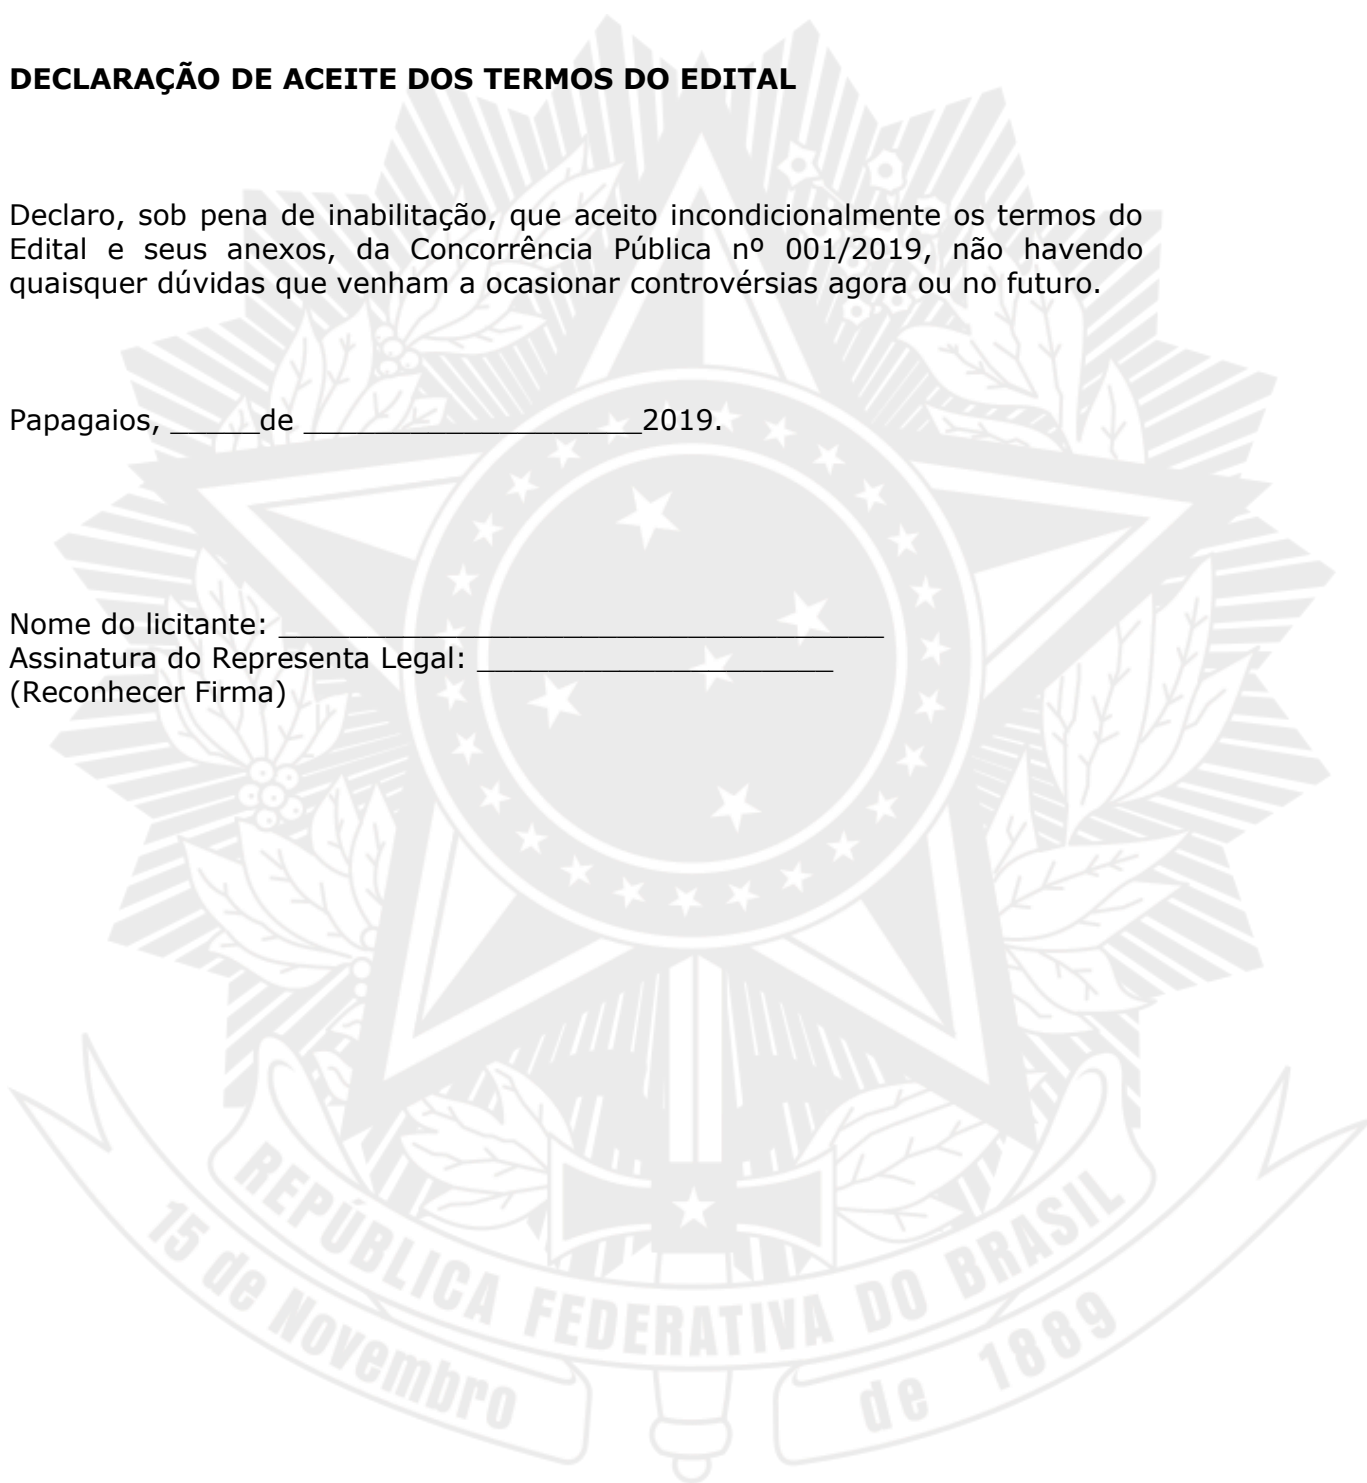 DECLARAÇÃO DE ACEITE DOS TERMOS DO EDITAL
Declaro, sob pena de inabilitação, que aceito incondicionalmente os termos do
Edital e seus anexos, da Concorrência Pública nº 001/2019, não havendo
quaisquer dúvidas que venham a ocasionar controvérsias agora ou no futuro.
Papagaios, _____de ___________________2019.
Nome do licitante: __________________________________
Assinatura do Representa Legal: ____________________
(Reconhecer Firma)
REPÚBLICA FEDERATIVA DO BRASIL
15 de Novembro de 1889